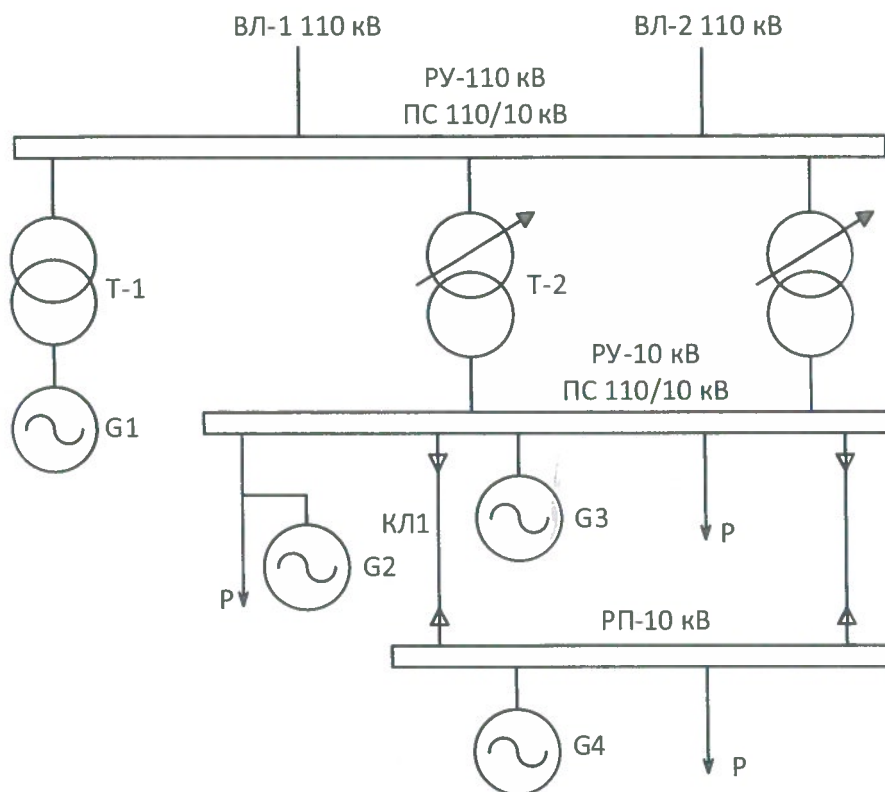 ВЛ-1 110 кВ
ВЛ-2 110 кВ
РУ-110 кВ
ПС 110/10 кВ
Т-1
Т-2
РУ-10 кВ
ПС 110/10 кВ
G1
КЛ1
G3
P
G2
P
РП-10 кВ
G4
P